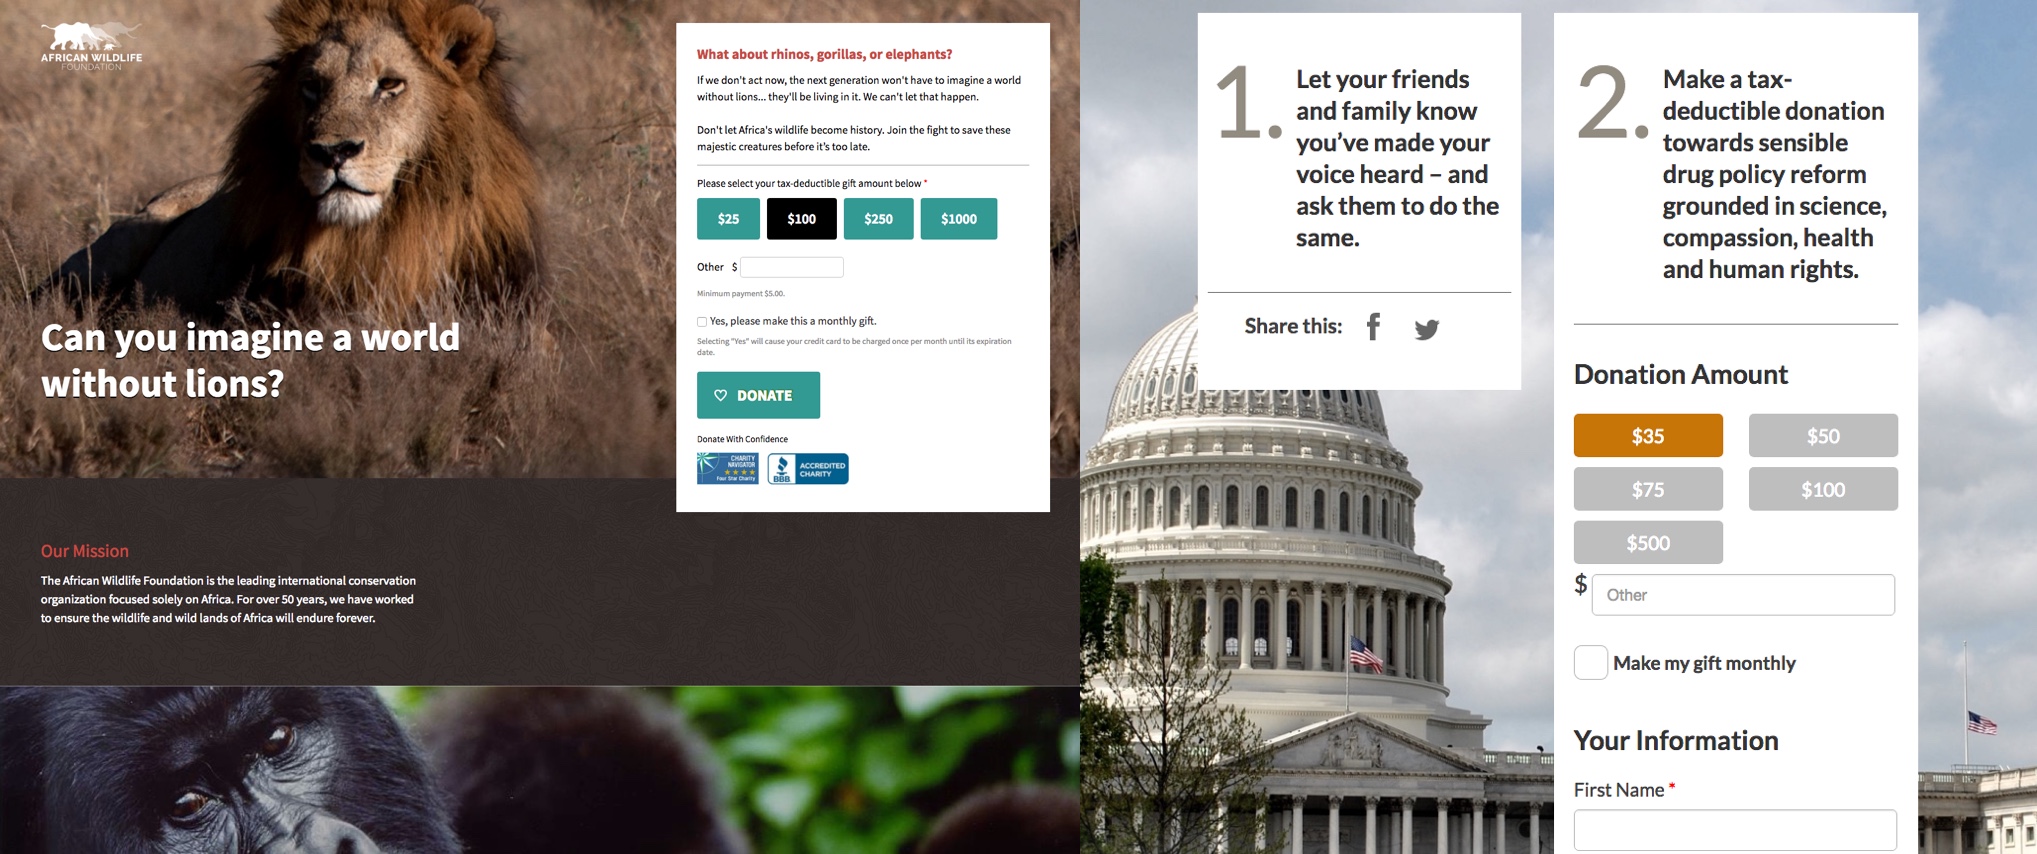 AFRICAN WILDLIFE
FOUNDATION
Can you imagine a world
without lions?
What about rhinos, gorillas, or elephants?
If we don't act now, the next generation won't have to imagine a world
without lions... they'll be living in it. We can't let that happen.
Don't let Africa's wildlife become history. Join the fight to save these
majestic creatures before it's too late.
Please select your tax-deductible gift amount below *
$25
$100
$250
$1000
Other $
Minimum payment $5.00.
Yes, please make this a monthly gift.
Selecting "Yes" will cause your credit card to be charged once per month until its expiration
date.
DONATE
Donate With Confidence
CHARITY
NAVIGATOR
Four Star Charity
BBB
ACCREDITED
CHARITY
Our Mission
The African Wildlife Foundation is the leading international conservation
organization focused solely on Africa. For over 50 years, we have worked
to ensure the wildlife and wild lands of Africa will endure forever.
1.
Let your friends
and family know
you've made your
voice heard – and
ask them to do the
same.
Share this:
2.
Make a tax-
deductible donation
towards sensible
drug policy reform
grounded in science,
compassion, health
and human rights.
Donation Amount
$35
$50
$75
$100
$500
$ Other
Make my gift monthly
Your Information
First Name *